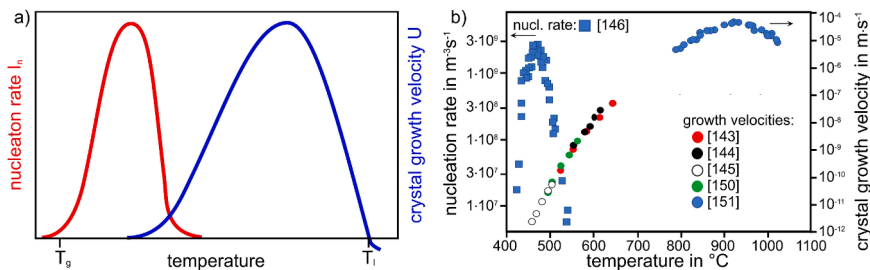 a)
nucleaton rate Iₙ
crystal growth velocity U
T_g
temperature
T_l
b)
nucl. rate: [146]
nucleation rate in m⁻³s⁻¹
3·10⁹
1·10⁹
3·10⁸
1·10⁸
3·10⁷
1·10⁷
growth velocities:
[143]
[144]
[145]
[150]
[151]
10⁻⁴
10⁻⁵
10⁻⁶
10⁻⁷
10⁻⁸
10⁻⁹
10⁻¹⁰
10⁻¹¹
10⁻¹²
crystal growth velocity in m·s
400 500 600 700 800 900 1000 1100
temperature in °C